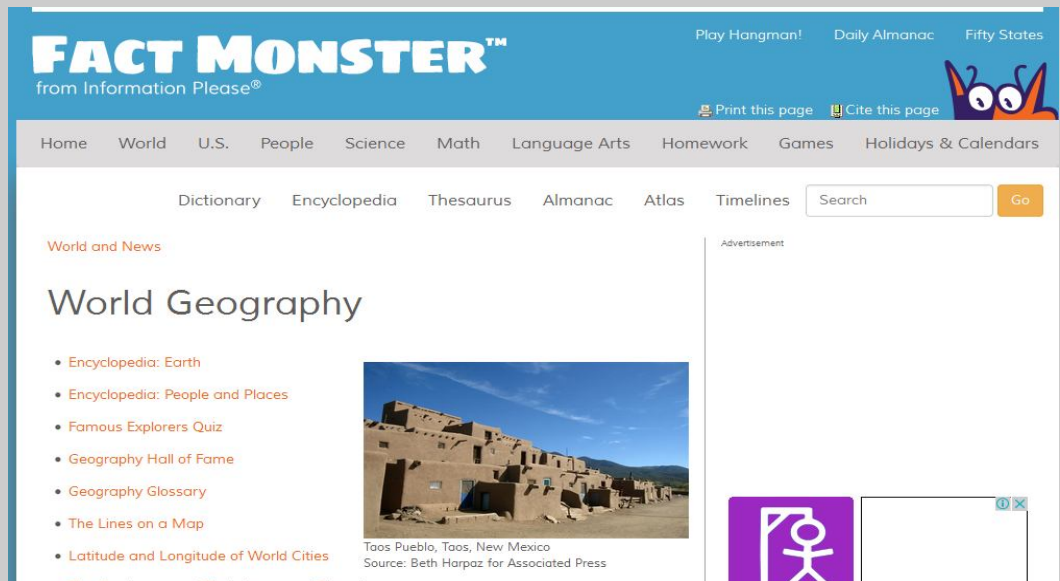 FACT MONSTER™
from Information Please®
Play Hangman! Daily Almanac Fifty States
Print this page Cite this page
Home World U.S. People Science Math Language Arts Homework Games Holidays & Calendars
Dictionary Encyclopedia Thesaurus Almanac Atlas Timelines Search Go
World and News
Advertisement
World Geography
• Encyclopedia: Earth
• Encyclopedia: People and Places
• Famous Explorers Quiz
• Geography Hall of Fame
• Geography Glossary
• The Lines on a Map
• Latitude and Longitude of World Cities
Taos Pueblo, Taos, New Mexico
Source: Beth Harpaz for Associated Press